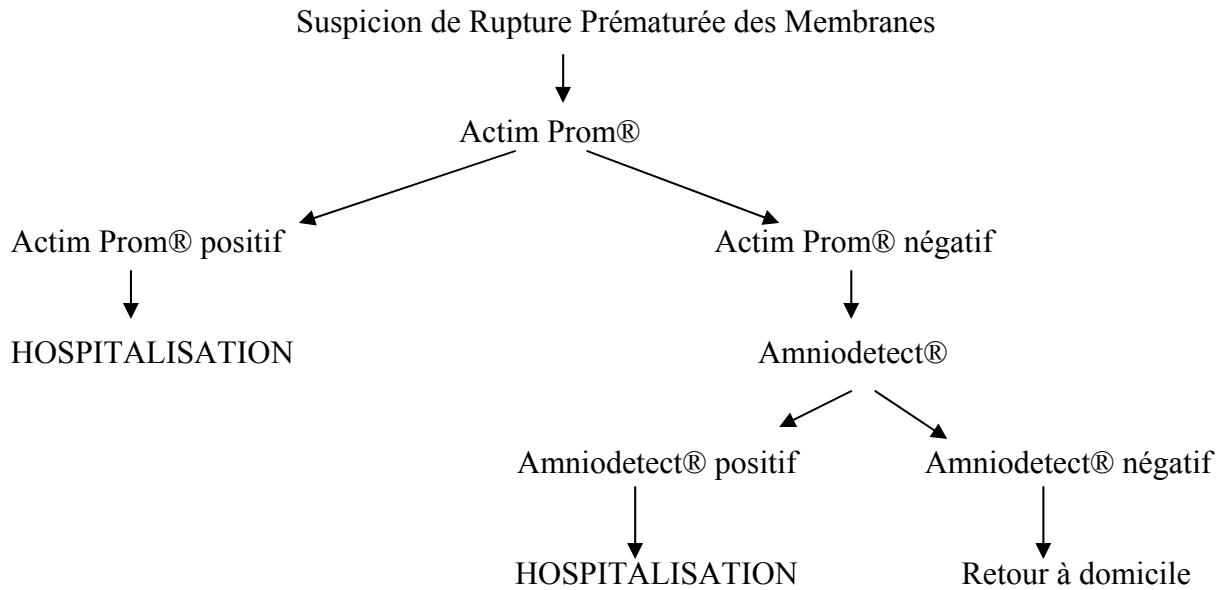 Suspicion de Rupture Prématurée des Membranes
Actim Prom®
Actim Prom® positif
Actim Prom® négatif
HOSPITALISATION
Amniodetect®
Amniodetect® positif
Amniodetect® négatif
HOSPITALISATION
Retour à domicile